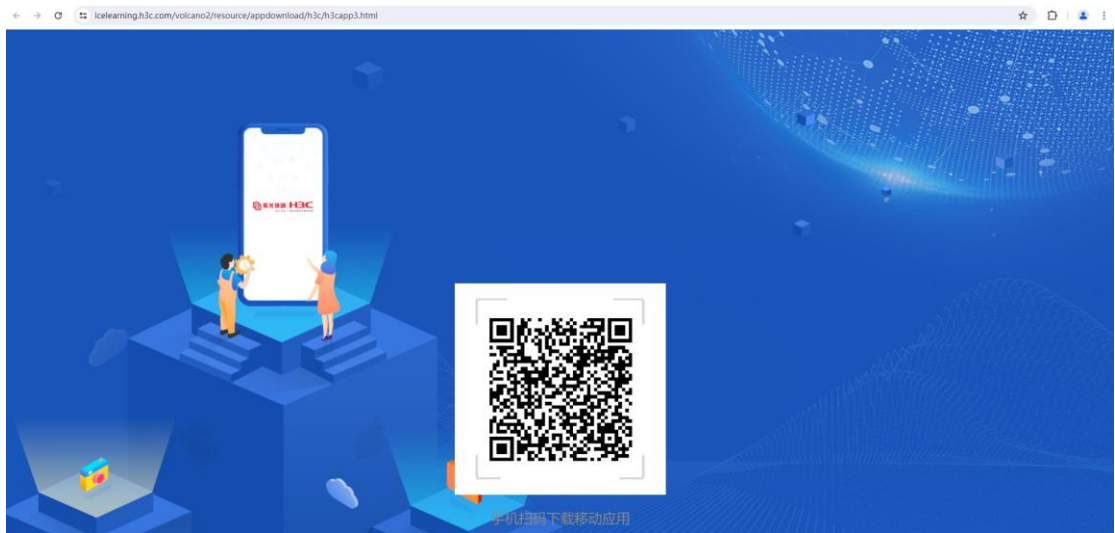 icelearning.h3c.com/volcano2/resource/appdownload/h3c/h3capp3.html
H3C
手机扫码下载移动应用